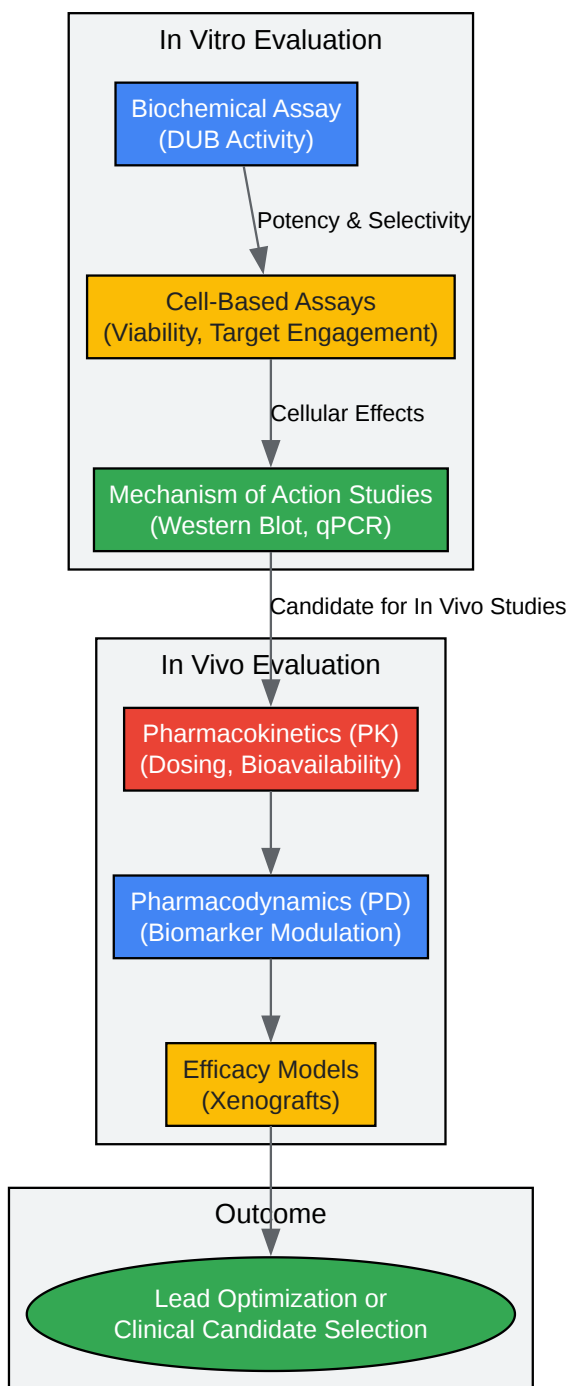 In Vitro Evaluation
Biochemical Assay
(DUB Activity)
Potency & Selectivity
Cell-Based Assays
(Viability, Target Engagement)
Cellular Effects
Mechanism of Action Studies
(Western Blot, qPCR)
Candidate for In Vivo Studies
In Vivo Evaluation
Pharmacokinetics (PK)
(Dosing, Bioavailability)
Pharmacodynamics (PD)
(Biomarker Modulation)
Efficacy Models
(Xenografts)
Outcome
Lead Optimization or
Clinical Candidate Selection